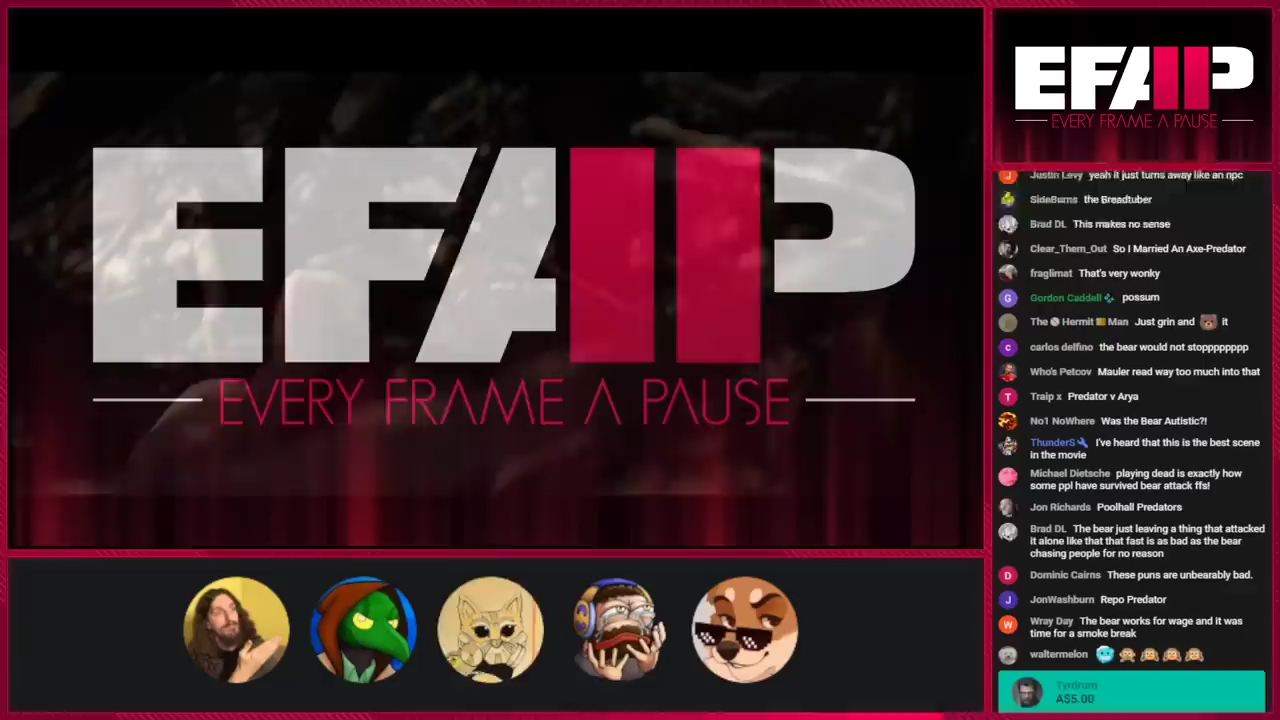 EFAP
EVERY FRAME A PAUSE
EFAP
EVERY FRAME A PAUSE
Justin Levy yeah it just turns away like an npc
SideBurns the Breadtuber
Brad DL This makes no sense
Clear_Them_Out So I Married An Axe-Predator
fraglimat That's very wonky
Gordon Caddell possum
The Hermit Man Just grin and it
carlos delfino the bear would not stopppppppp
Who's Petcov Mauler read way too much into that
Traip x Predator v Arya
No1 NoWhere Was the Bear Autistic?!
ThunderS I've heard that this is the best scene
in the movie
Michael Dietsche playing dead is exactly how
some ppl have survived bear attack ffs!
Jon Richards Poolhall Predators
Brad DL The bear just leaving a thing that attacked
it alone like that that fast is as bad as the bear
chasing people for no reason
Dominic Cairns These puns are unbearably bad.
JonWashburn Repo Predator
Wray Day The bear works for wage and it was
time for a smoke break
waltermelon
Tyrdrum
A$5.00